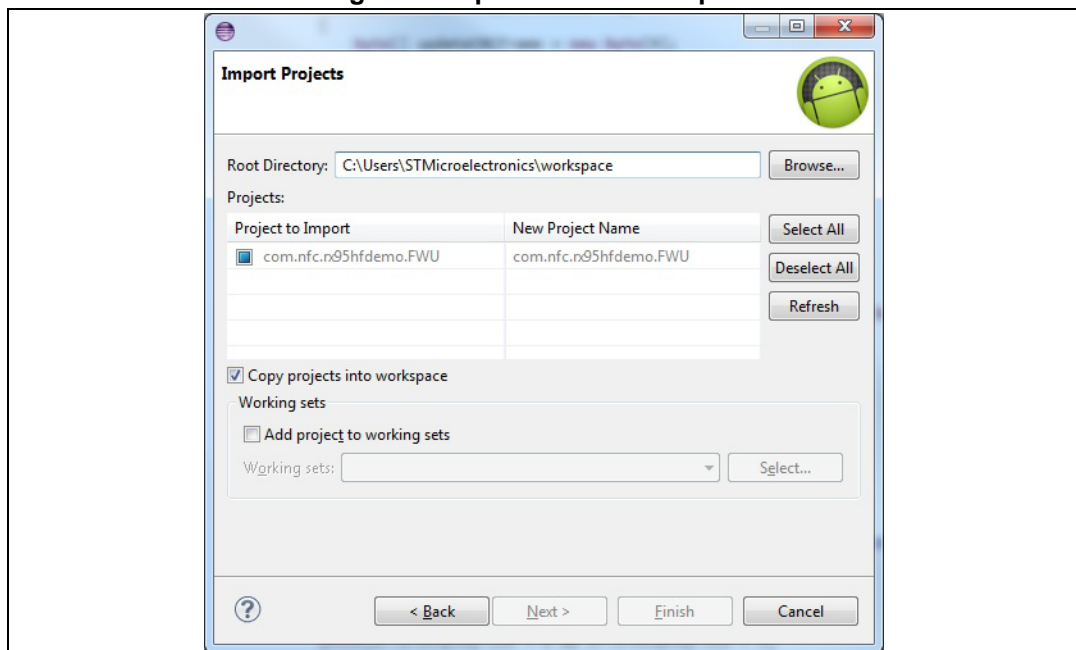 Import Projects
Root Directory: C:\Users\STMicroelectronics\workspace Browse...
Projects:
Project to Import New Project Name Select All
com.nfc.rx95hfdemo.FWU com.nfc.rx95hfdemo.FWU
Deselect All
Refresh
Copy projects into workspace
Working sets
Add project to working sets
Working sets: Select...
? < Back Next > Finish Cancel